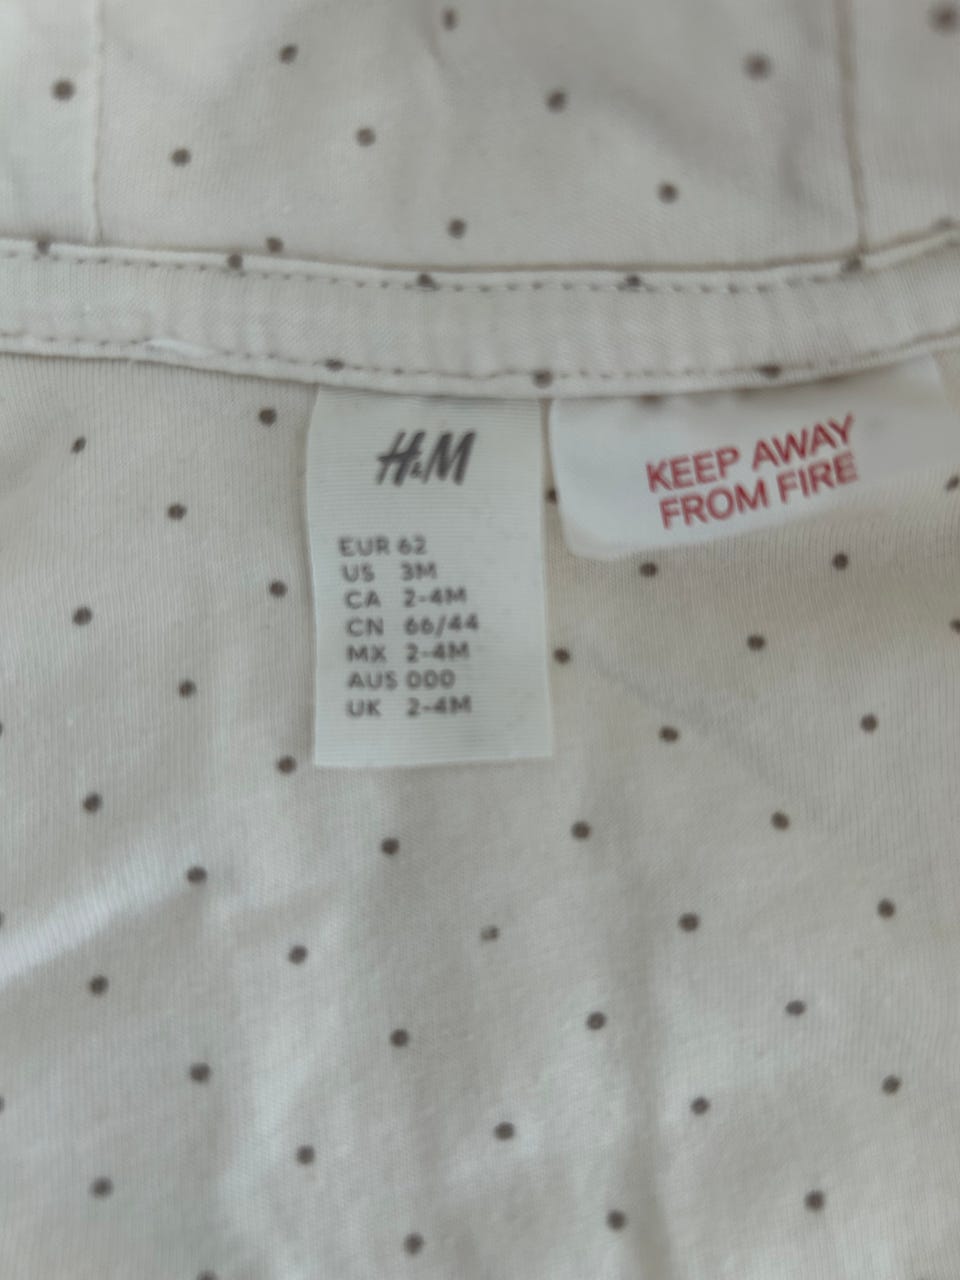 H&M
EUR 62
US 3M
CA 2-4M
CN 66/44
MX 2-4M
AUS 000
UK 2-4M
KEEP AWAY
FROM FIRE